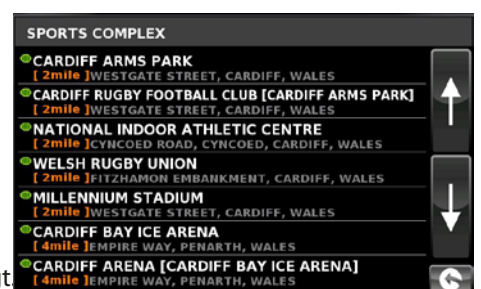 SPORTS COMPLEX
CARDIFF ARMS PARK
[ 2mile ]WESTGATE STREET, CARDIFF, WALES
CARDIFF RUGBY FOOTBALL CLUB [CARDIFF ARMS PARK]
[ 2mile ]WESTGATE STREET, CARDIFF, WALES
NATIONAL INDOOR ATHLETIC CENTRE
[ 2mile ]CYNCOED ROAD, CYNCOED, CARDIFF, WALES
WELSH RUGBY UNION
[ 2mile ]FITZHAMON EMBANKMENT, CARDIFF, WALES
MILLENNIUM STADIUM
[ 2mile ]WESTGATE STREET, CARDIFF, WALES
CARDIFF BAY ICE ARENA
[ 4mile ]EMPIRE WAY, PENARTH, WALES
CARDIFF ARENA [CARDIFF BAY ICE ARENA]
[ 4mile ]EMPIRE WAY, PENARTH, WALES